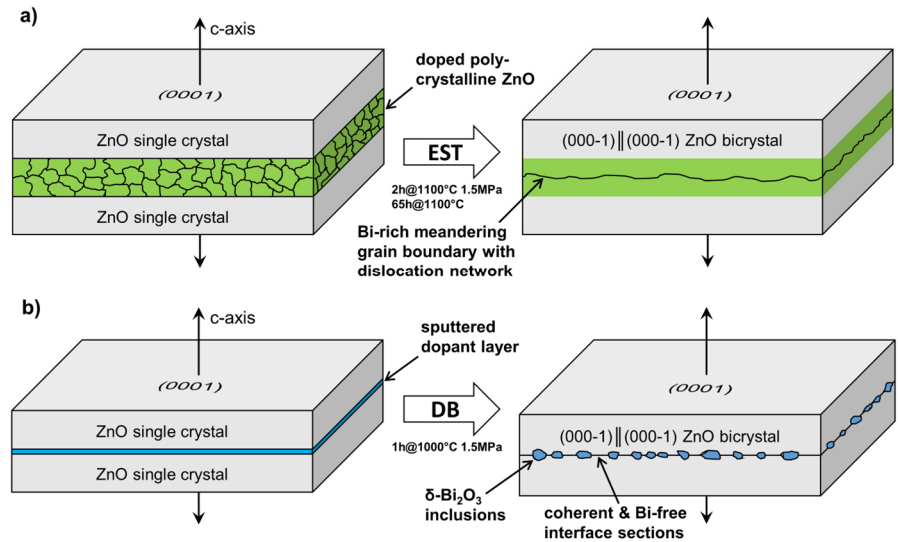 a)
c-axis
(0001)
doped poly-
crystalline ZnO
ZnO single crystal
ZnO single crystal
EST
2h@1100°C 1.5MPa
65h@1100°C
(0001)
(000-1)||(000-1) ZnO bicrystal
Bi-rich meandering
grain boundary with
dislocation network
b)
c-axis
(0001)
sputtered
dopant layer
ZnO single crystal
ZnO single crystal
DB
1h@1000°C 1.5MPa
(0001)
(000-1)||(000-1) ZnO bicrystal
δ-Bi₂O₃
inclusions
coherent & Bi-free
interface sections